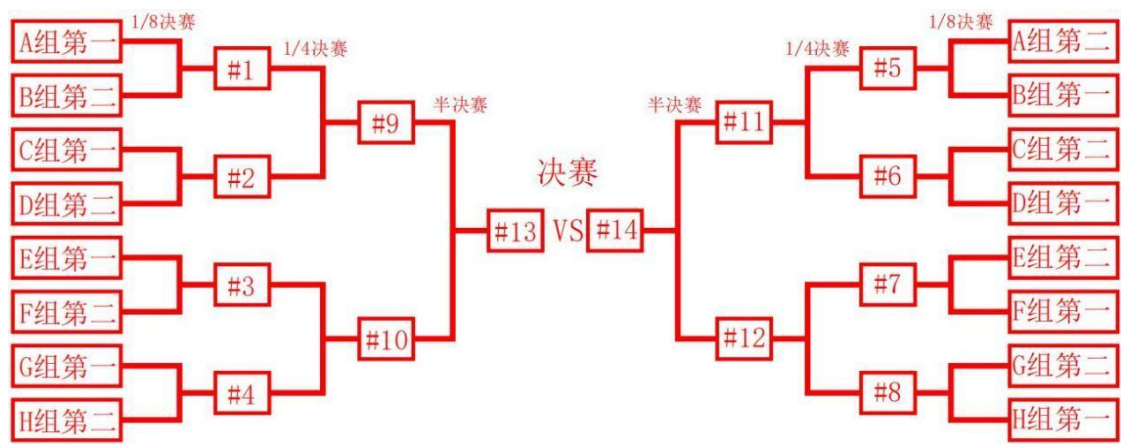 1/8决赛
A组第一
B组第二
C组第一
D组第二
E组第一
F组第二
G组第一
H组第二
#1
#2
#3
#4
1/4决赛
#9
#10
半决赛
#13
决赛
VS
#14
半决赛
#11
#12
1/4决赛
#5
#6
#7
#8
1/8决赛
A组第二
B组第一
C组第二
D组第一
E组第二
F组第一
G组第二
H组第一